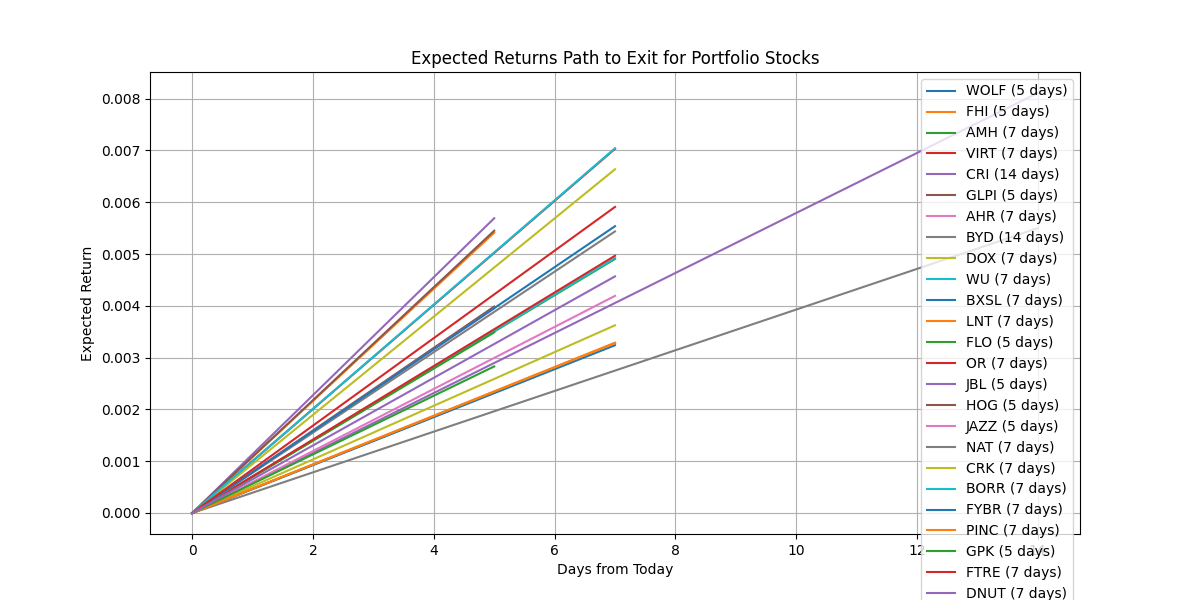 Expected Returns Path to Exit for Portfolio Stocks
0.008
0.007
0.006
0.005
0.004
0.003
0.002
0.001
0.000
Expected Return
0
2
4
6
8
10
12
Days from Today
WOLF (5 days)
FHI (5 days)
AMH (7 days)
VIRT (7 days)
CRI (14 days)
GLPI (5 days)
AHR (7 days)
BYD (14 days)
DOX (7 days)
WU (7 days)
BXSL (7 days)
LNT (7 days)
FLO (5 days)
OR (7 days)
JBL (5 days)
HOG (5 days)
JAZZ (5 days)
NAT (7 days)
CRK (7 days)
BORR (7 days)
FYBR (7 days)
PINC (7 days)
GPK (5 days)
FTRE (7 days)
DNUT (7 days)